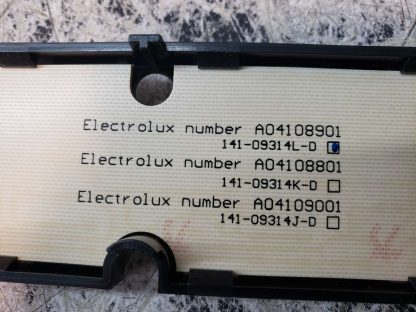 Electrolux number A04108901
141-09314L-D
Electrolux number A04108801
141-09314K-D
Electrolux number A04109001
141-09314J-D